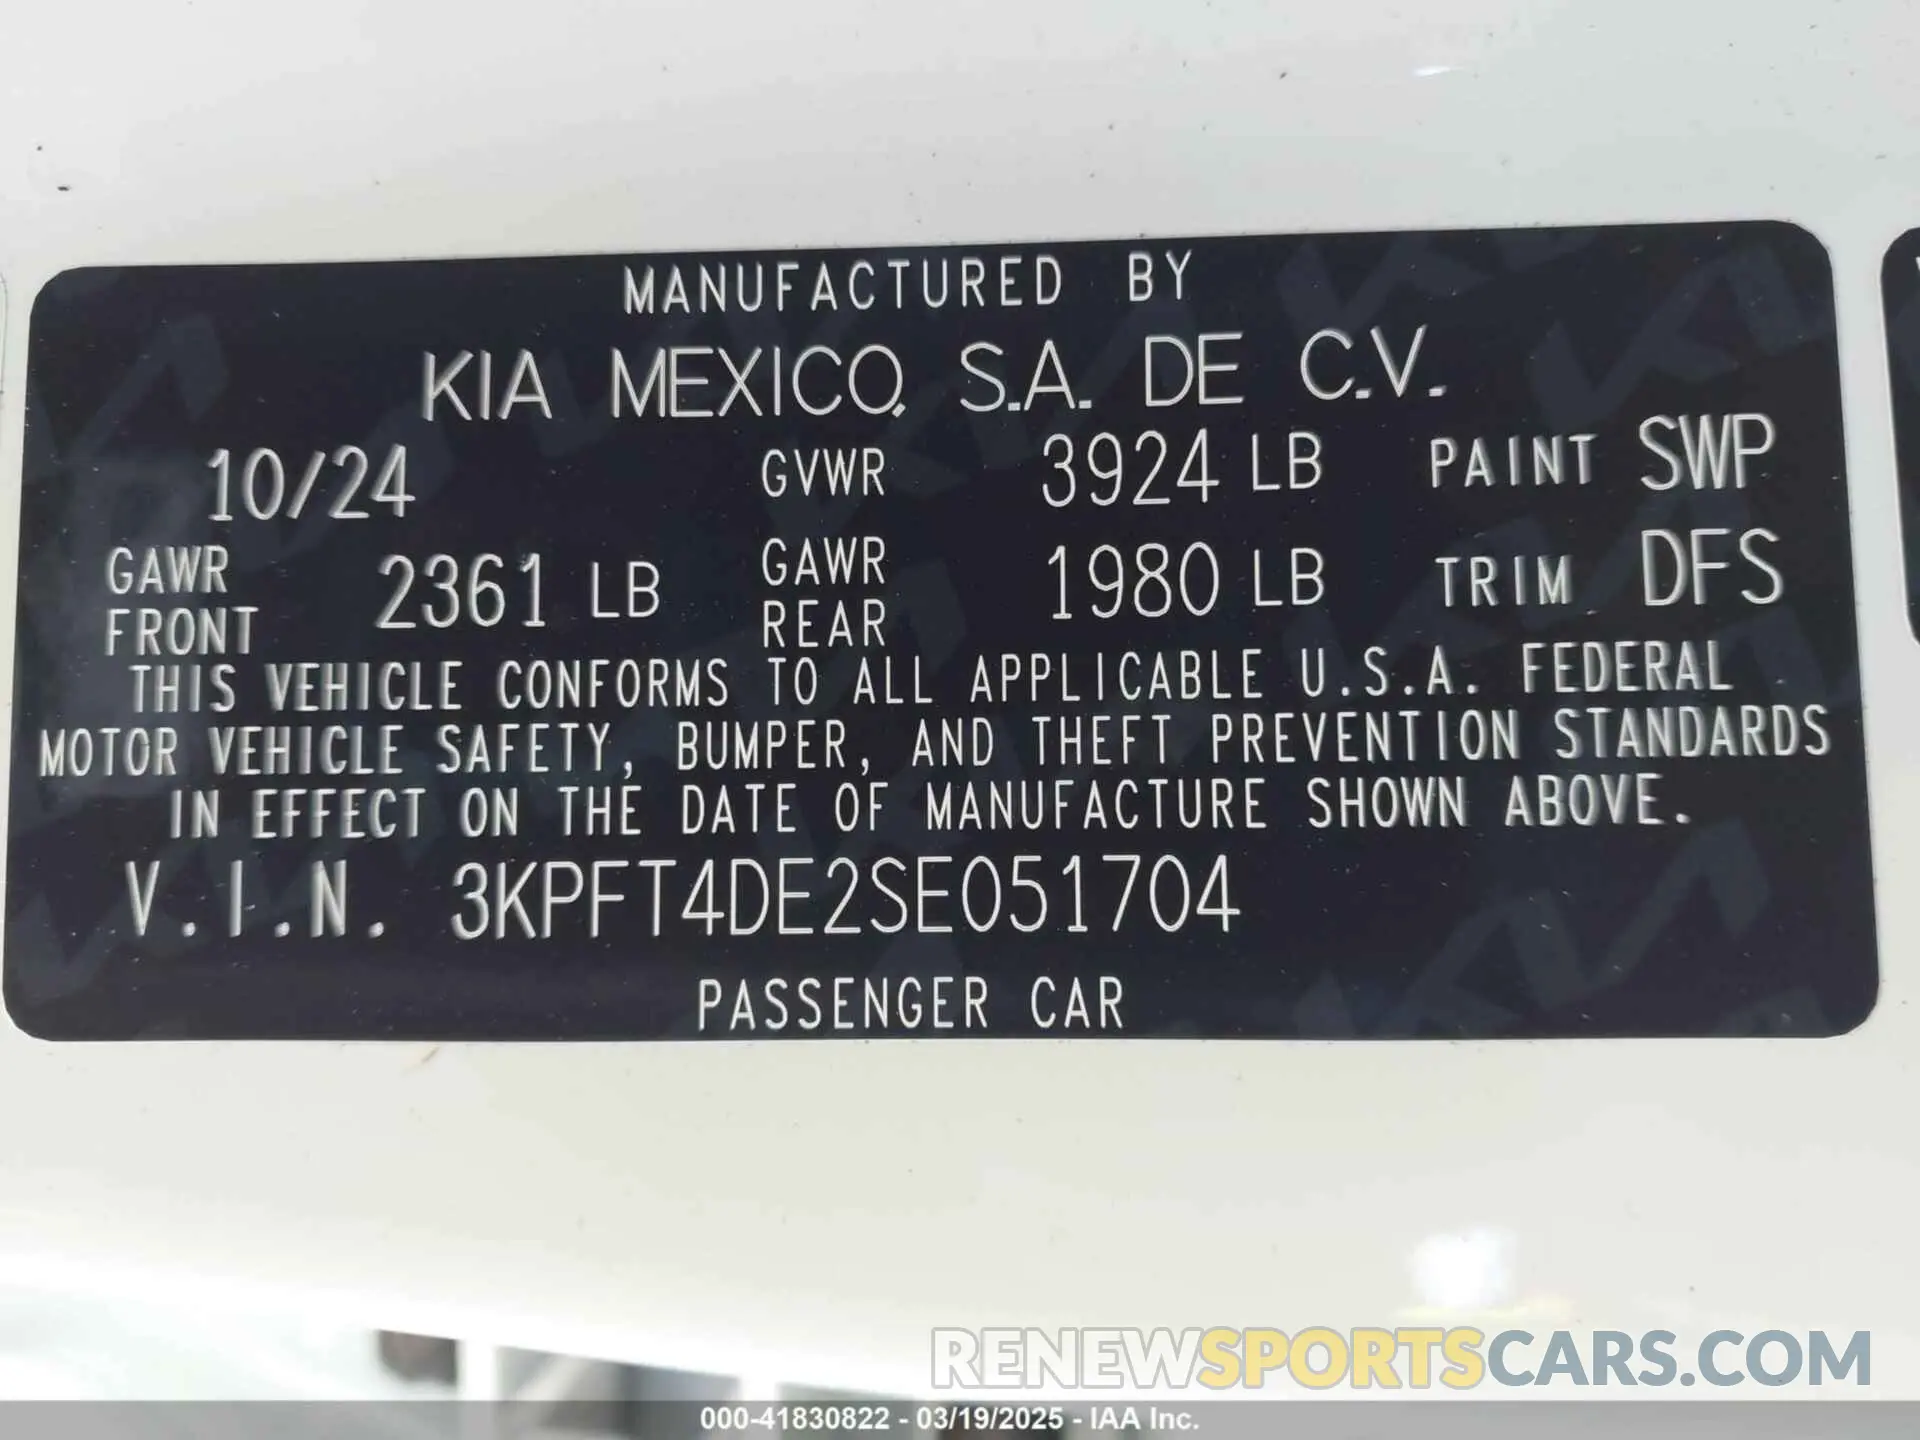 MANUFACTURED BY
KIA MEXICO, S.A. DE C.V.
10/24 GVWR 3924 LB PAINT SWP
GAWR FRONT 2361 LB GAWR REAR 1980 LB TRIM DFS
THIS VEHICLE CONFORMS TO ALL APPLICABLE U.S.A. FEDERAL
MOTOR VEHICLE SAFETY, BUMPER, AND THEFT PREVENTION STANDARDS
IN EFFECT ON THE DATE OF MANUFACTURE SHOWN ABOVE.
V.I.N. 3KPFT4DE2SE051704
PASSENGER CAR
RENEWSPORTSCARS.COM
000-41830822 - 03/19/2025 - IAA Inc.